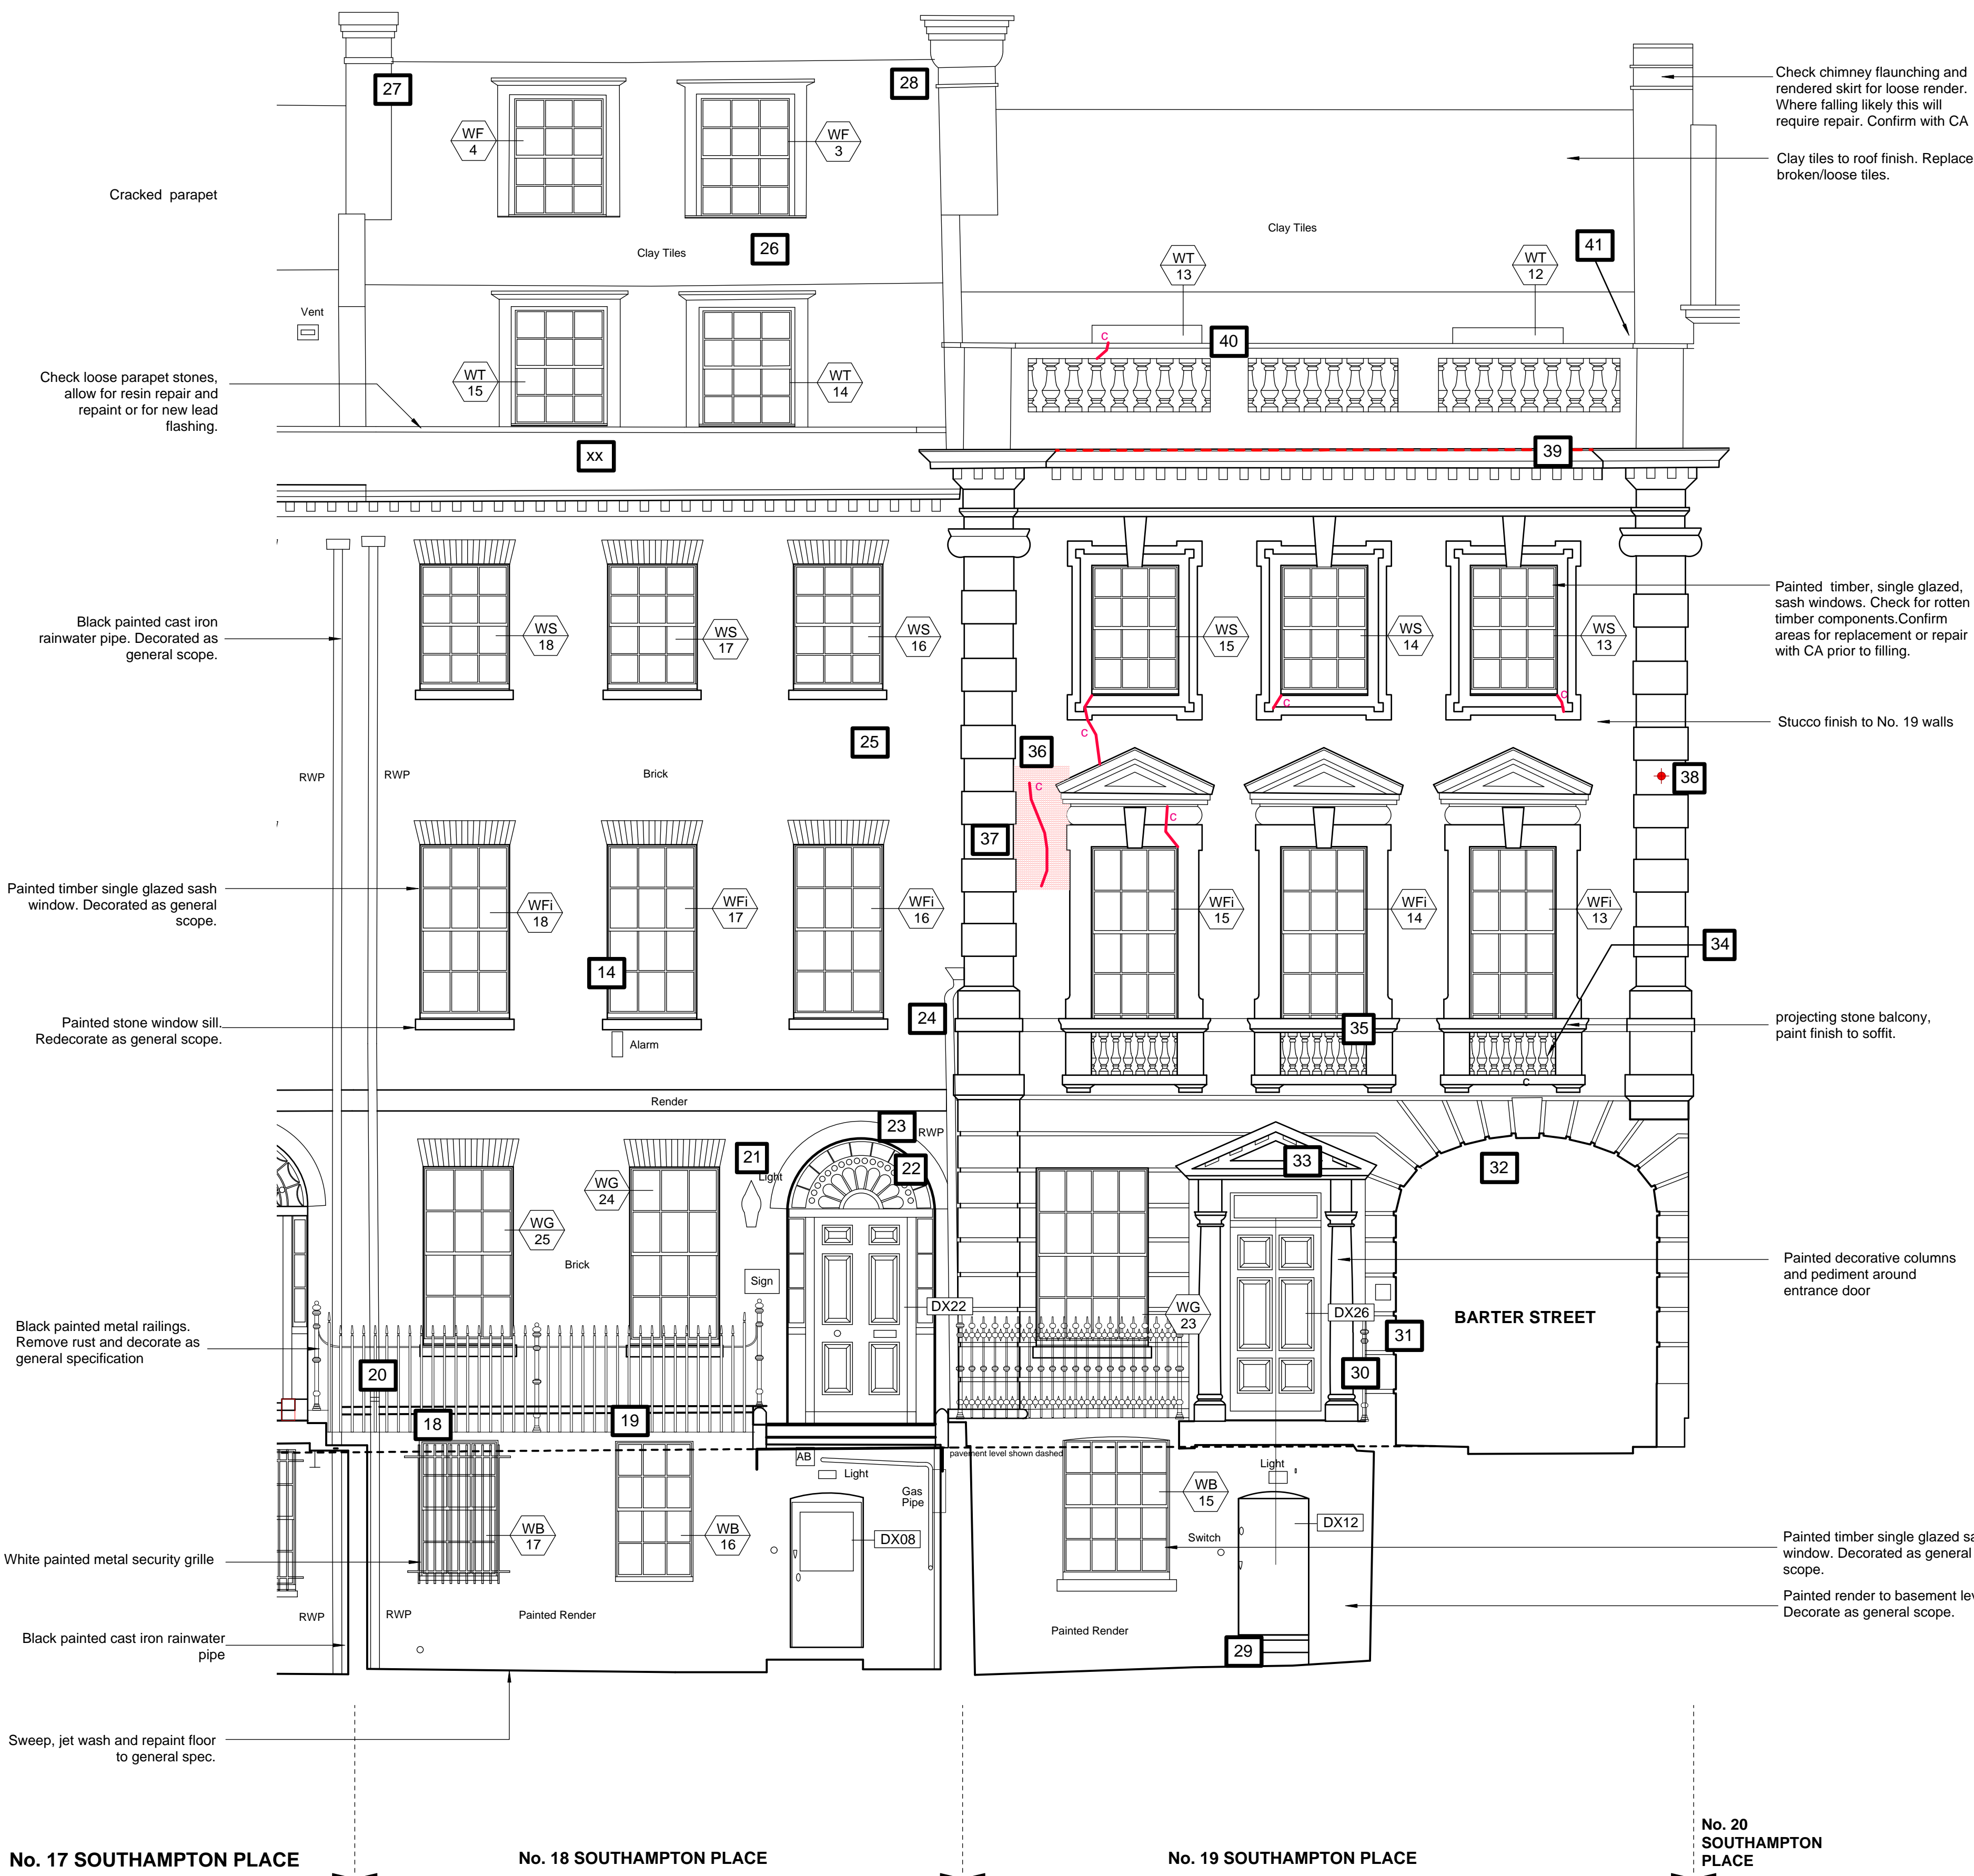 27
28
WF
4
WF
3
Check chimney flaunching and
rendered skirt for loose render.
Where falling likely this will
require repair. Confirm with CA
Clay tiles to roof finish. Replace
broken/loose tiles.
Cracked parapet
Clay Tiles
26
Clay Tiles
41
WT
13
WT
12
Vent
c
40
WT
15
WT
14
Check loose parapet stones,
allow for resin repair and
repaint or for new lead
flashing.
xx
39
Black painted cast iron
rainwater pipe. Decorated as
general scope.
WS
18
WS
17
WS
16
WS
15
WS
14
WS
13
Painted timber, single glazed,
sash windows. Check for rotten
timber components.Confirm
areas for replacement or repair
with CA prior to filling.
c
c
c
Stucco finish to No. 19 walls
25
36
RWP
RWP
Brick
c
38
c
37
Painted timber single glazed sash
window. Decorated as general
scope.
WFi
18
WFi
17
WFi
16
WFi
15
WFi
14
WFi
13
14
34
24
35
Painted stone window sill.
Redecorate as general scope.
Alarm
projecting stone balcony,
paint finish to soffit.
c
Render
23
RWP
21
22
Light
33
32
WG
24
WG
25
Brick
Sign
DX22
WG
23
DX26
Painted decorative columns
and pediment around
entrance door
BARTER STREET
31
30
Black painted metal railings.
Remove rust and decorate as
general specification
20
18
19
pavement level shown dashed
AB
Light
Gas
Pipe
Light
WB
17
WB
16
DX08
WB
15
Switch
DX12
White painted metal security grille
Painted timber single glazed sa
window. Decorated as general
scope.
Painted render to basement lev
Decorate as general scope.
RWP
RWP
Painted Render
Painted Render
29
Black painted cast iron rainwater
pipe
Sweep, jet wash and repaint floor
to general spec.
No. 17 SOUTHAMPTON PLACE
No. 18 SOUTHAMPTON PLACE
No. 19 SOUTHAMPTON PLACE
No. 20
SOUTHAMPTON
PLACE